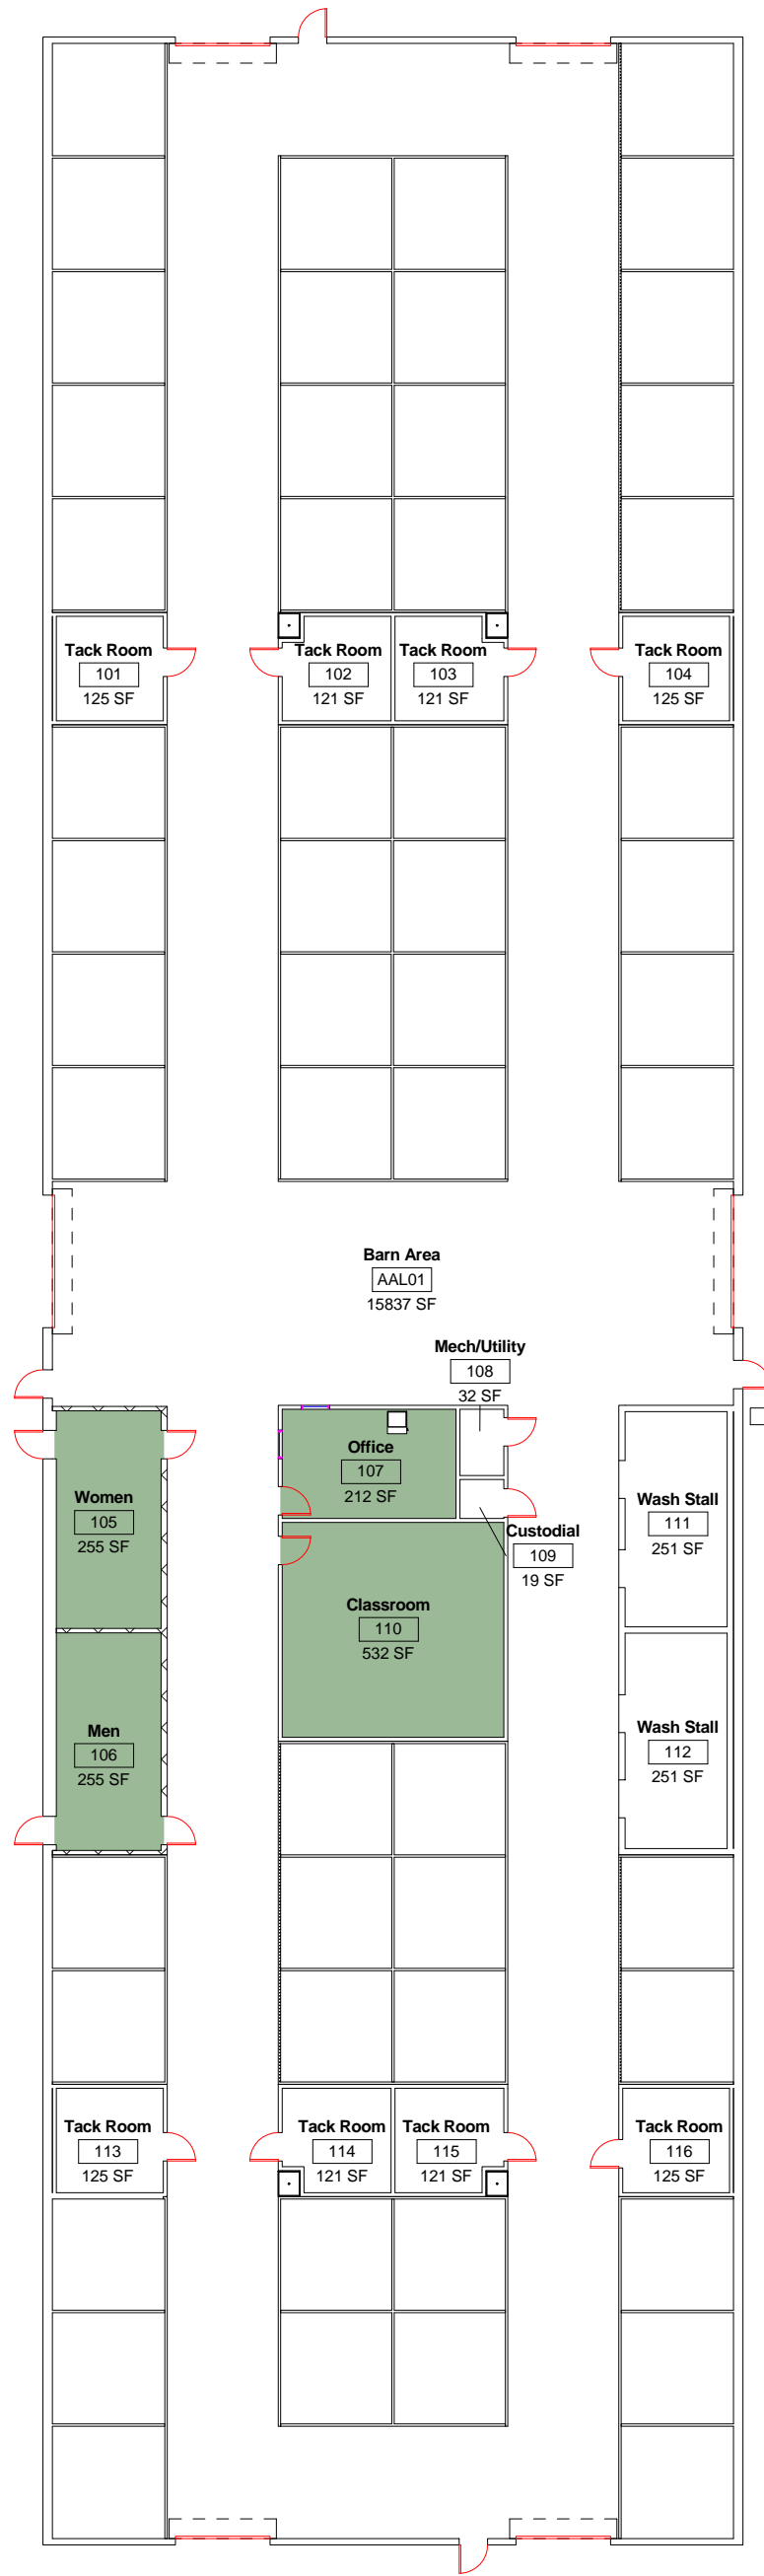 Tack Room
101
125 SF
Tack Room
102
121 SF
Tack Room
103
121 SF
Tack Room
104
125 SF
Barn Area
AAL01
15837 SF
Mech/Utility
108
32 SF
Office
107
212 SF
Women
105
255 SF
Wash Stall
111
251 SF
Custodial
109
19 SF
Classroom
110
532 SF
Men
106
255 SF
Wash Stall
112
251 SF
Tack Room
113
125 SF
Tack Room
114
121 SF
Tack Room
115
121 SF
Tack Room
116
125 SF